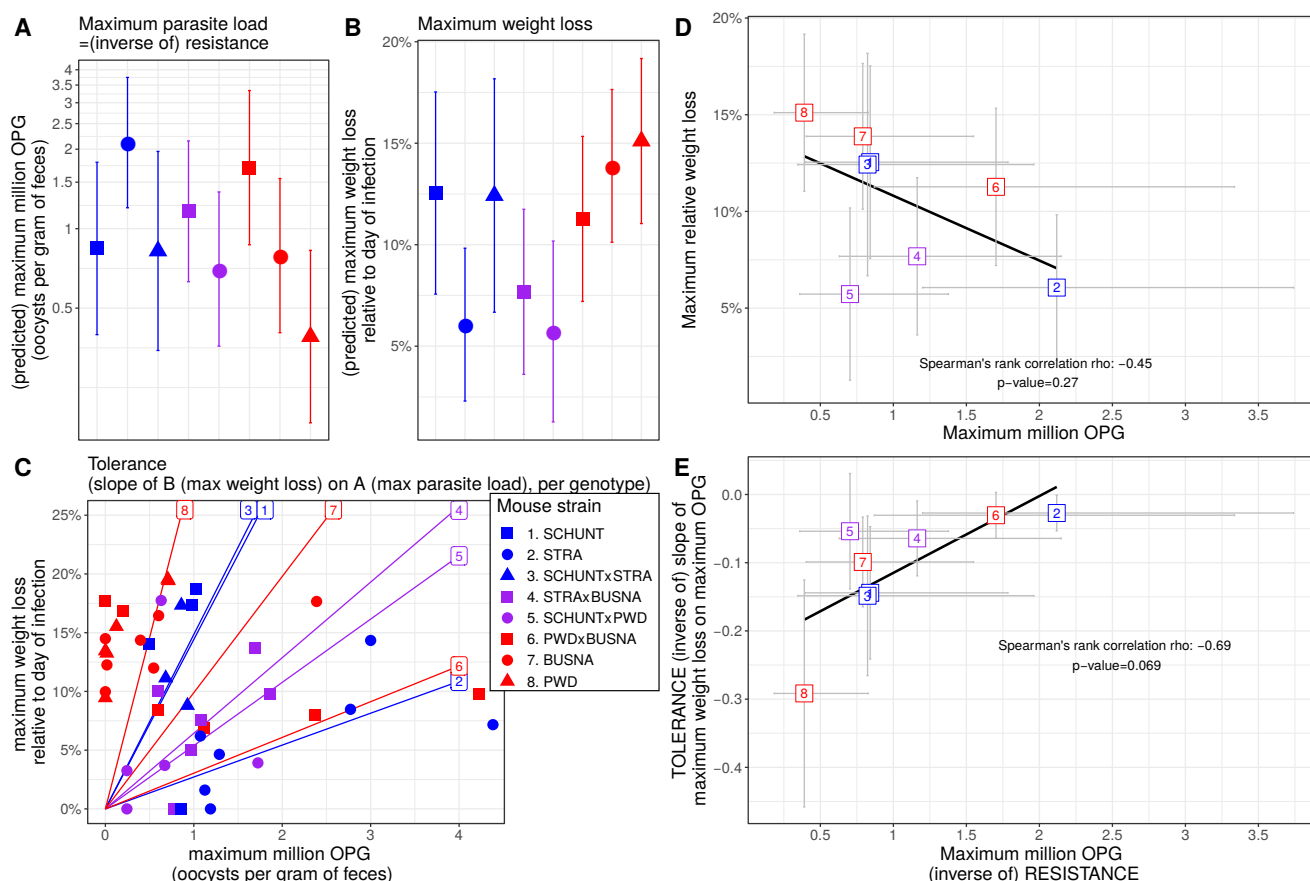 A
Maximum parasite load
=(inverse of) resistance
(predicted) maximum million OPG
(oocysts per gram of feces)
4
3.5
3
2.5
2
1.5
1
0.5
B
Maximum weight loss
(predicted) maximum weight loss
relative to day of infection
20%
15%
10%
5%
C
Tolerance
(slope of B (max weight loss) on A (max parasite load), per genotype)
maximum weight loss
relative to day of infection
25%
20%
15%
10%
5%
0%
8
3
1
7
4
5
6
2
0
1
2
3
4
maximum million OPG
(oocysts per gram of feces)
Mouse strain
1. SCHUNT
2. STRA
3. SCHUNTxSTRA
4. STRAxBUSNA
5. SCHUNTxPWD
6. PWDxBUSNA
7. BUSNA
8. PWD
D
Maximum relative weight loss
20%
15%
10%
5%
8
7
3
6
4
5
2
Spearman's rank correlation rho: −0.45
p−value=0.27
0.5
1
1.5
2
2.5
3
3.5
Maximum million OPG
E
TOLERANCE (inverse of) slope of
maximum weight loss on maximum OPG
0.0
−0.1
−0.2
−0.3
−0.4
5
4
6
2
7
3
8
Spearman's rank correlation rho: −0.69
p−value=0.069
0.5
1
1.5
2
2.5
3
3.5
Maximum million OPG
(inverse of) RESISTANCE